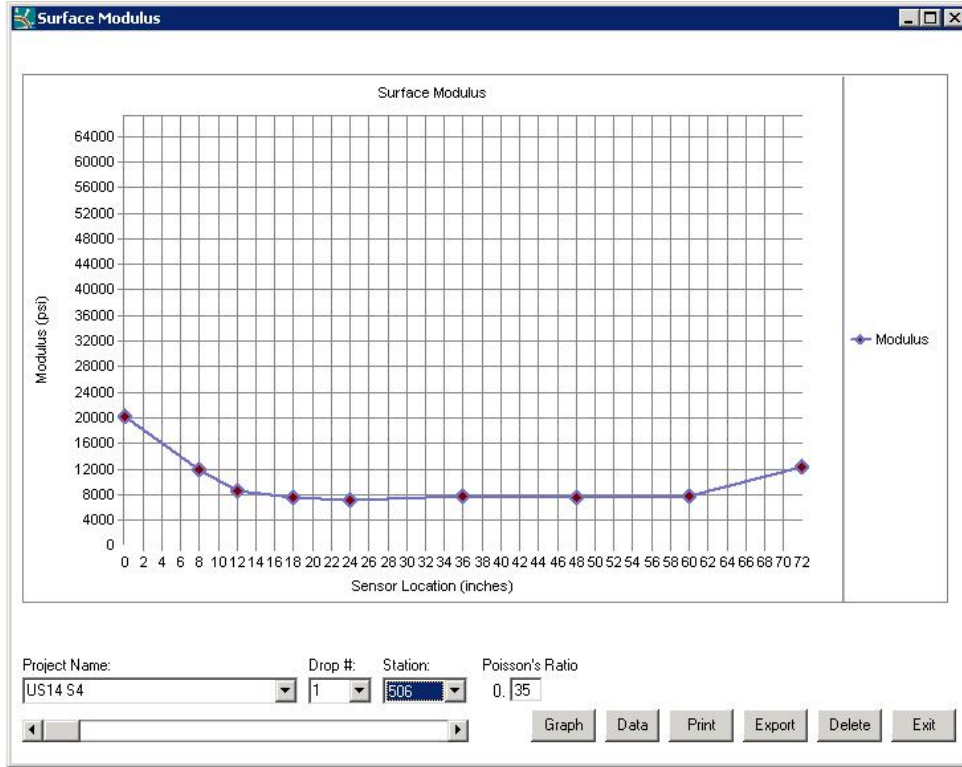 Surface Modulus
Surface Modulus
64000
60000
56000
52000
48000
44000
40000
36000
32000
28000
24000
20000
16000
12000
8000
4000
0
Modulus (psi)
0 2 4 6 8 10 12 14 16 18 20 22 24 26 28 30 32 34 36 38 40 42 44 46 48 50 52 54 56 58 60 62 64 66 68 70 72
Sensor Location (inches)
Modulus
Project Name: Drop #: Station: Poisson's Ratio
US14 S4 1 506 0. 35
Graph Data Print Export Delete Exit